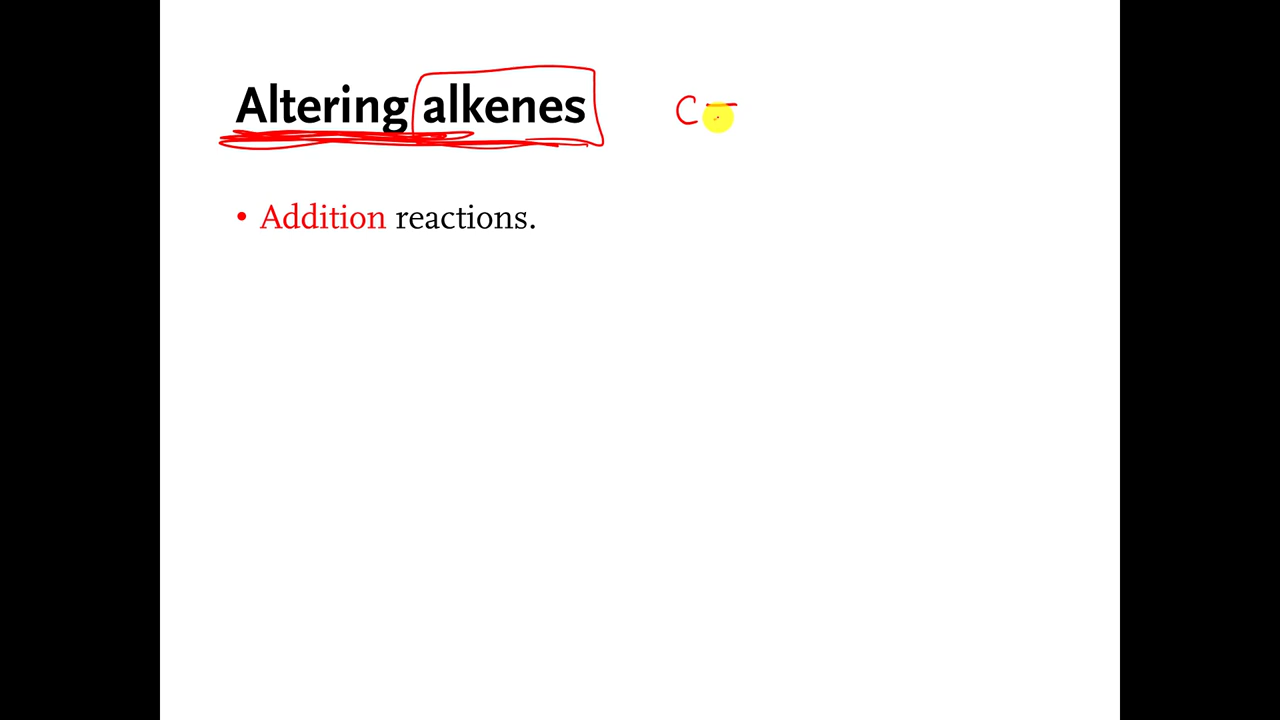 Altering alkenes C
• Addition reactions.